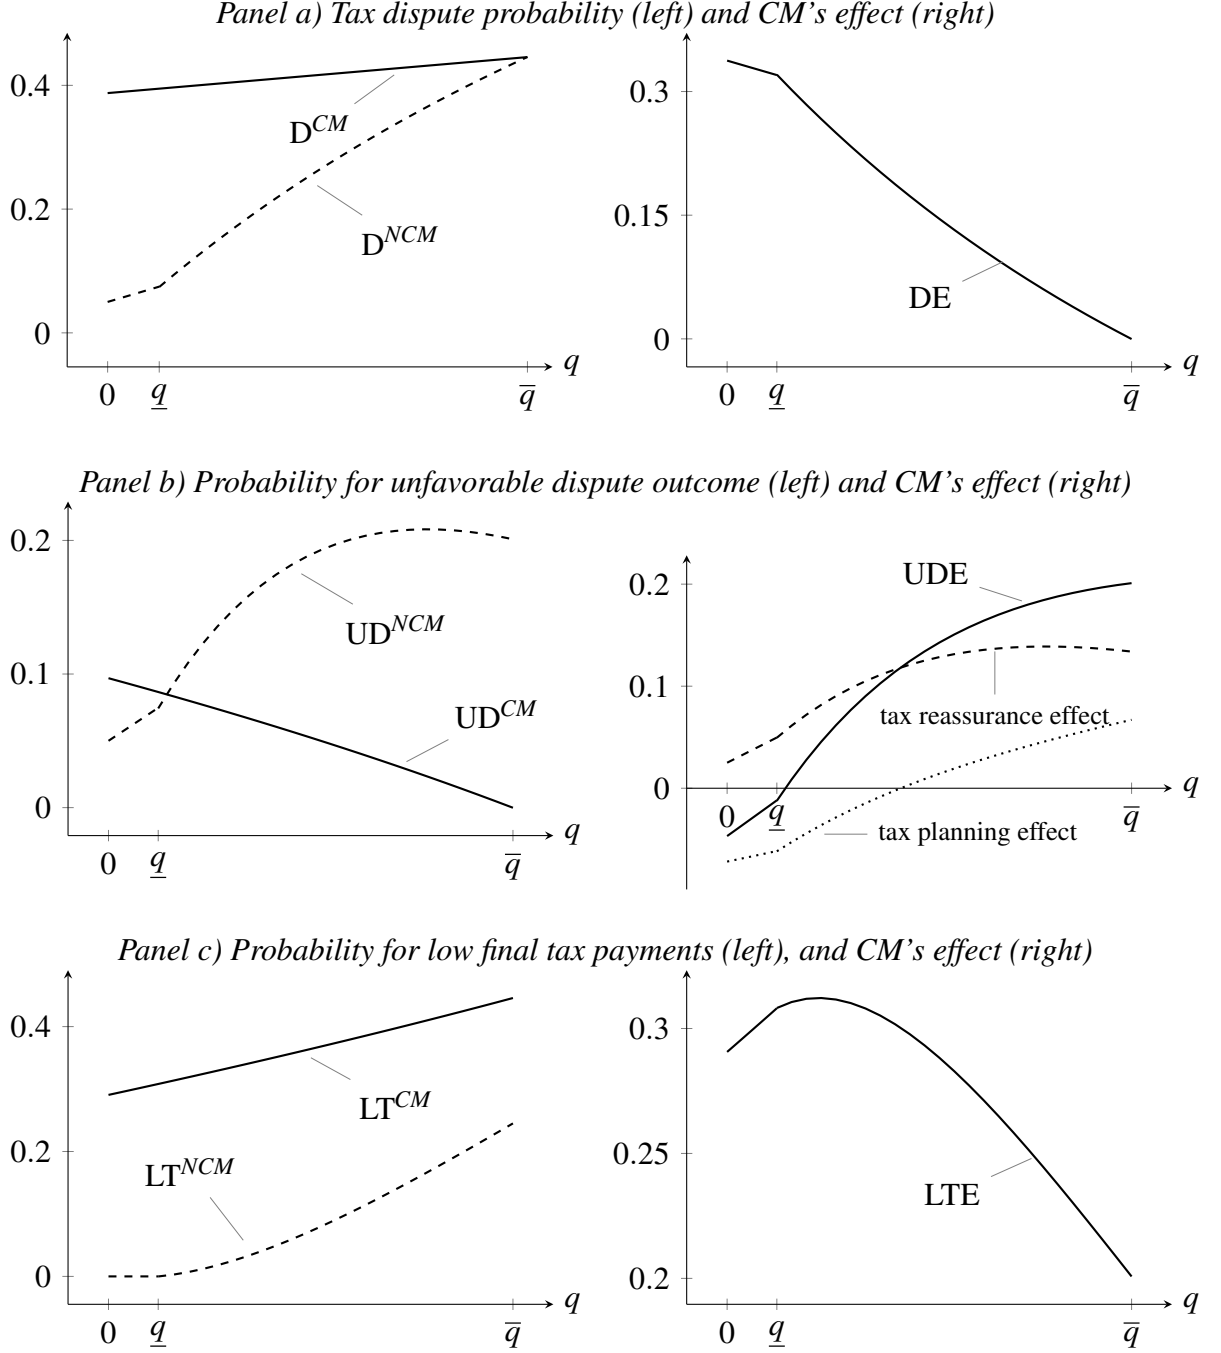 Panel a) Tax dispute probability (left) and CM's effect (right)
0.4
0.2
0
D^CM
D^NCM
0 q q̅ q
0.3
0.15
0
DE
0 q q̅ q
Panel b) Probability for unfavorable dispute outcome (left) and CM's effect (right)
0.2
0.1
0
UD^NCM
UD^CM
0 q q̅ q
0.2
0.1
0
UDE
tax reassurance effect
tax planning effect
0 q q̅ q
Panel c) Probability for low final tax payments (left), and CM's effect (right)
0.4
0.2
0
LT^CM
LT^NCM
0 q q̅ q
0.3
0.25
0.2
LTE
0 q q̅ q